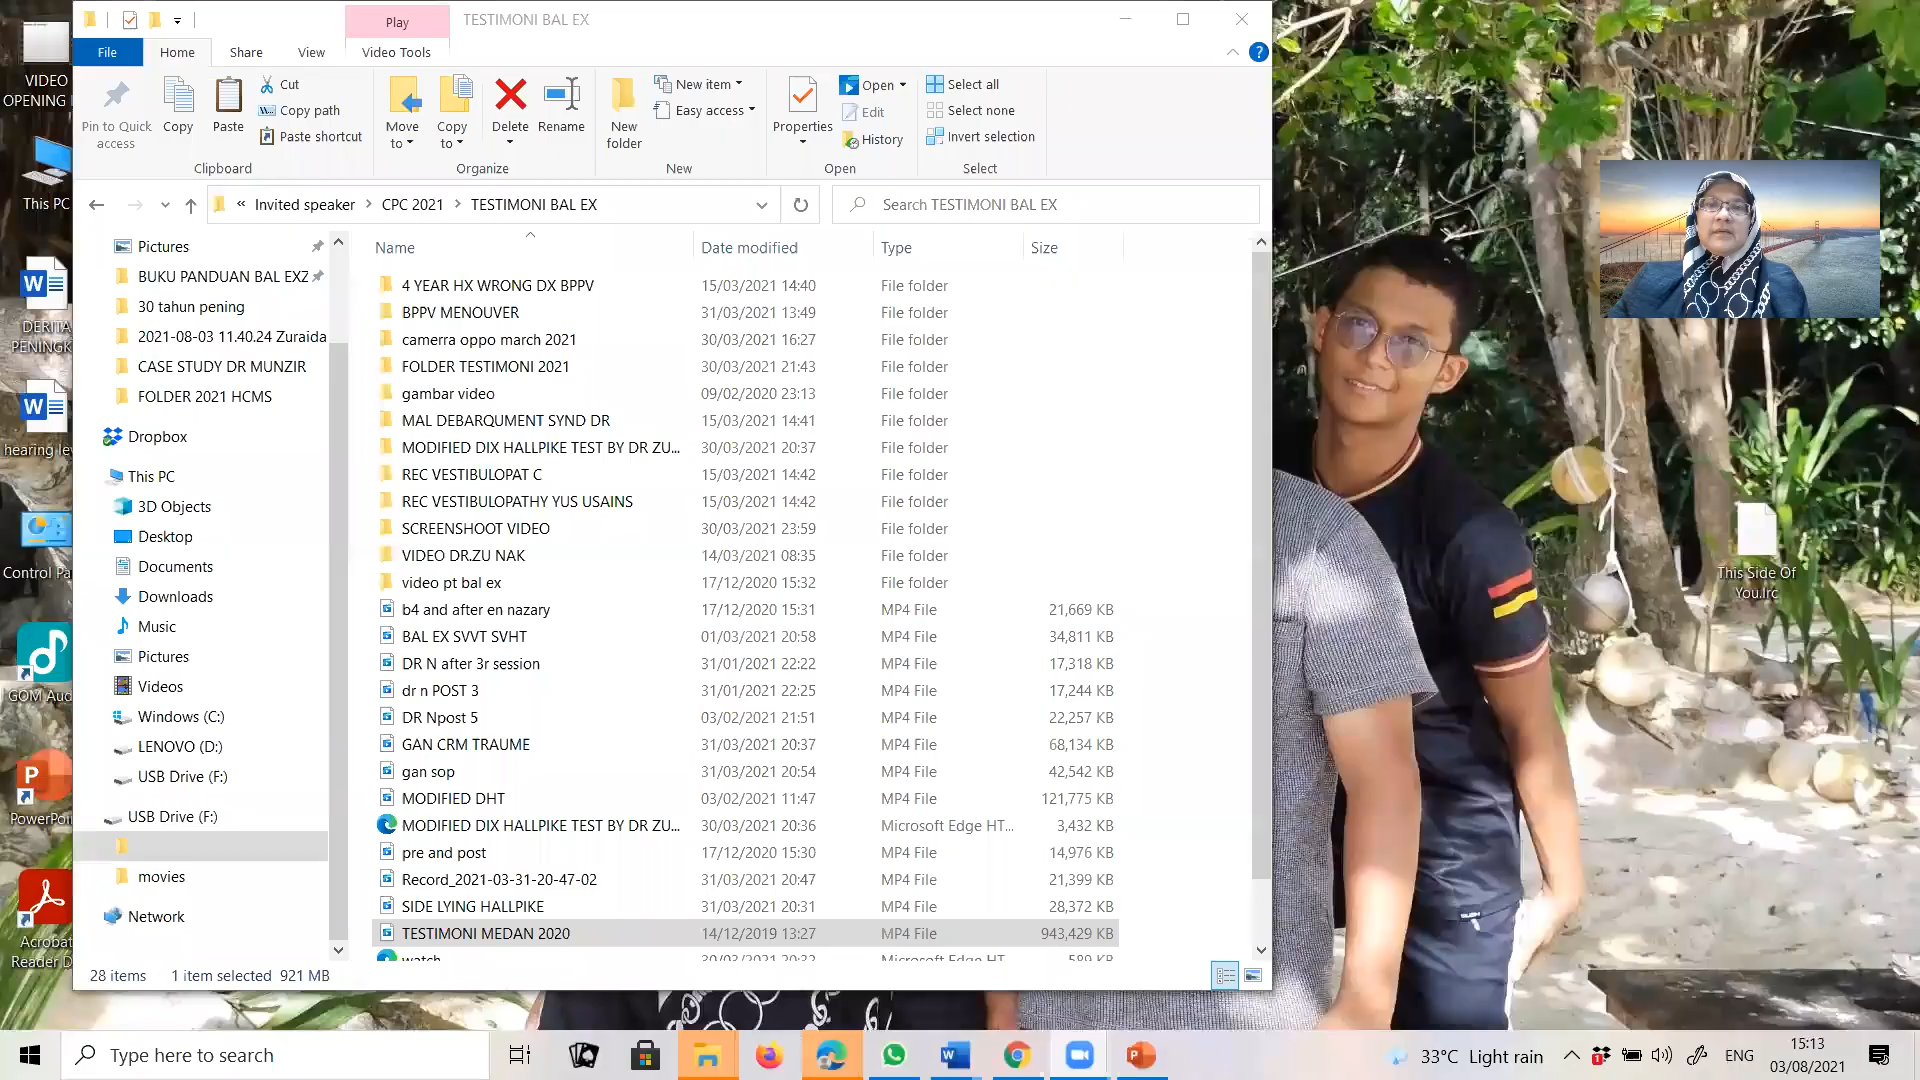 Play
TESTIMONI BAL EX
File
Home
Share
View
Video Tools
Pin to Quick access
Copy
Paste
Cut
Copy path
Paste shortcut
Clipboard
Move to
Copy to
Delete
Rename
Organize
New folder
New item
Easy access
New
Properties
Open
Edit
History
Open
Select all
Select none
Invert selection
Select
« Invited speaker > CPC 2021 > TESTIMONI BAL EX
Search TESTIMONI BAL EX
Pictures
BUKU PANDUAN BAL EXZ
30 tahun pening
2021-08-03 11.40.24 Zuraida
CASE STUDY DR MUNZIR
FOLDER 2021 HCMS
Dropbox
This PC
3D Objects
Desktop
Documents
Downloads
Music
Pictures
Videos
Windows (C:)
LENOVO (D:)
USB Drive (F:)
USB Drive (F:)
movies
Network
Name Date modified Type Size
4 YEAR HX WRONG DX BPPV 15/03/2021 14:40 File folder
BPPV MENOUVER 31/03/2021 13:49 File folder
camerra oppo march 2021 30/03/2021 16:27 File folder
FOLDER TESTIMONI 2021 30/03/2021 21:43 File folder
gambar video 09/02/2020 23:13 File folder
MAL DEBARQUMENT SYND DR 15/03/2021 14:41 File folder
MODIFIED DIX HALLPIKE TEST BY DR ZU... 30/03/2021 20:37 File folder
REC VESTIBULOPAT C 15/03/2021 14:42 File folder
REC VESTIBULOPATHY YUS USAINS 15/03/2021 14:42 File folder
SCREENSHOOT VIDEO 30/03/2021 23:59 File folder
VIDEO DR.ZU NAK 14/03/2021 08:35 File folder
video pt bal ex 17/12/2020 15:32 File folder
b4 and after en nazary 17/12/2020 15:31 MP4 File 21,669 KB
BAL EX SVVT SVHT 01/03/2021 20:58 MP4 File 34,811 KB
DR N after 3r session 31/01/2021 22:22 MP4 File 17,318 KB
dr n POST 3 31/01/2021 22:25 MP4 File 17,244 KB
DR Npost 5 03/02/2021 21:51 MP4 File 22,257 KB
GAN CRM TRAUME 31/03/2021 20:37 MP4 File 68,134 KB
gan sop 31/03/2021 20:54 MP4 File 42,542 KB
MODIFIED DHT 03/02/2021 11:47 MP4 File 121,775 KB
MODIFIED DIX HALLPIKE TEST BY DR ZU... 30/03/2021 20:36 Microsoft Edge HT... 3,432 KB
pre and post 17/12/2020 15:30 MP4 File 14,976 KB
Record_2021-03-31-20-47-02 31/03/2021 20:47 MP4 File 21,399 KB
SIDE LYING HALLPIKE 31/03/2021 20:31 MP4 File 28,372 KB
TESTIMONI MEDAN 2020 14/12/2019 13:27 MP4 File 943,429 KB
28 items 1 item selected 921 MB
VIDEO
OPENING
This PC
DERITA
PENINGK
hearing le
Control Pa
GOM Aud
PowerPoi
Acrobat
Reader D
This Side Of
You.lrc
Type here to search
33°C Light rain
ENG
15:13
03/08/2021